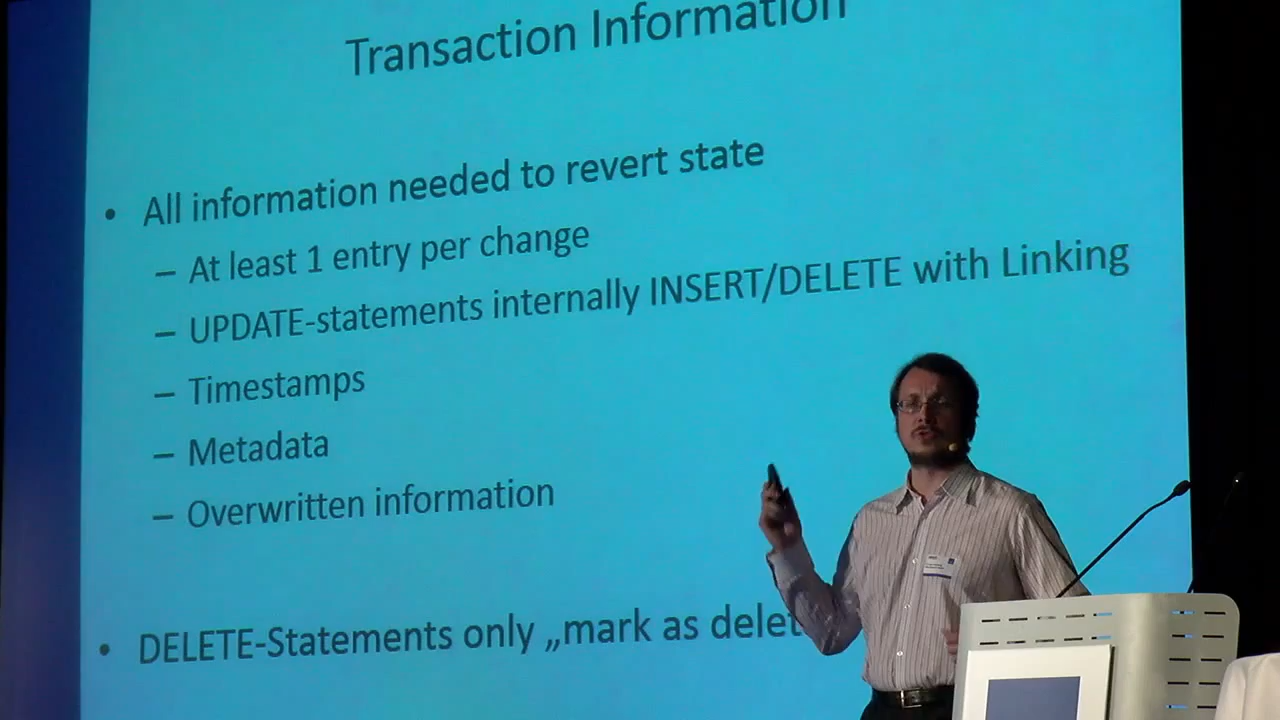 Transaction Information
• All information needed to revert state
– At least 1 entry per change
– UPDATE-statements internally INSERT/DELETE with Linking
– Timestamps
– Metadata
– Overwritten information
• DELETE-Statements only „mark as delet